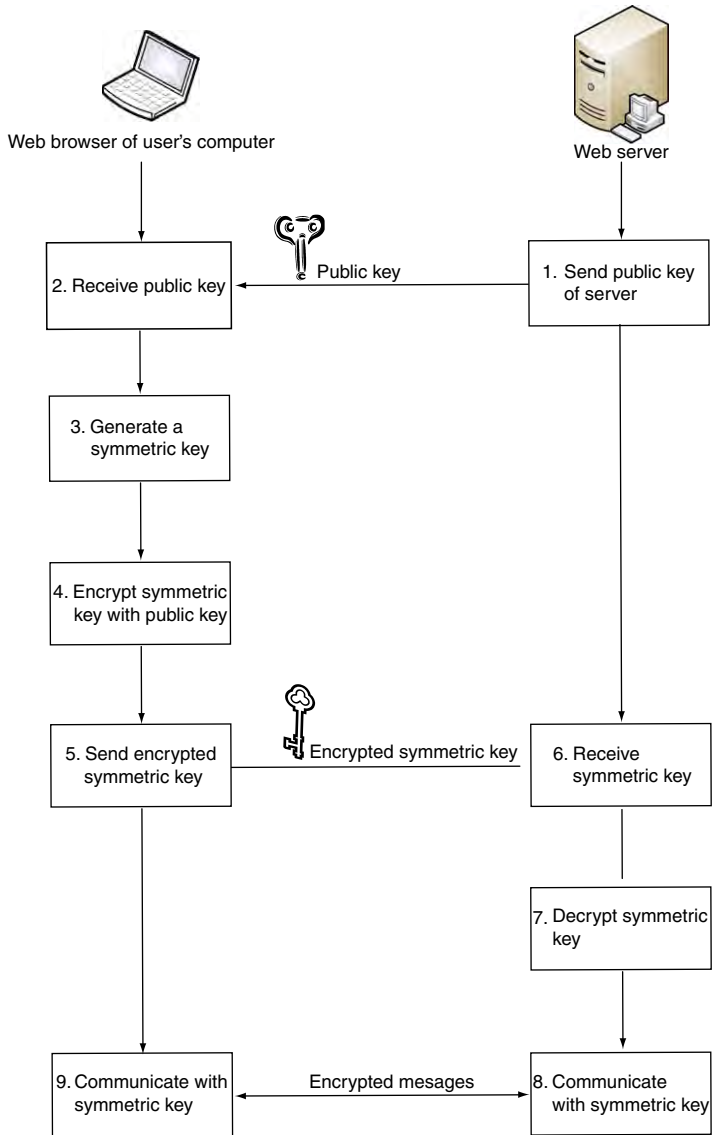 Web browser of user's computer
Web server
Public key
1. Send public key
of server
2. Receive public key
3. Generate a
symmetric key
4. Encrypt symmetric
key with public key
5. Send encrypted
symmetric key
Encrypted symmetric key
6. Receive
symmetric key
7. Decrypt symmetric
key
9. Communicate with
symmetric key
Encrypted mesages
8. Communicate
with symmetric key